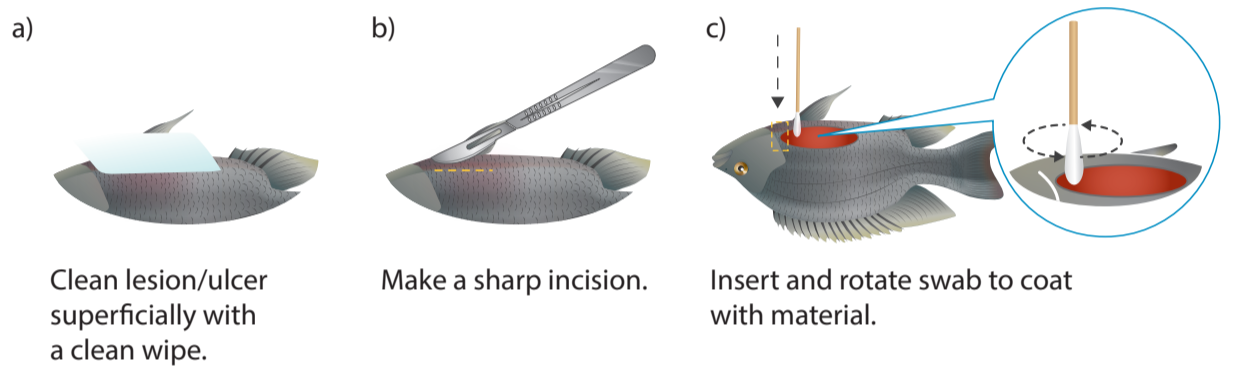 a)
b)
c)
Clean lesion/ulcer
superficially with
a clean wipe.
Make a sharp incision.
Insert and rotate swab to coat
with material.